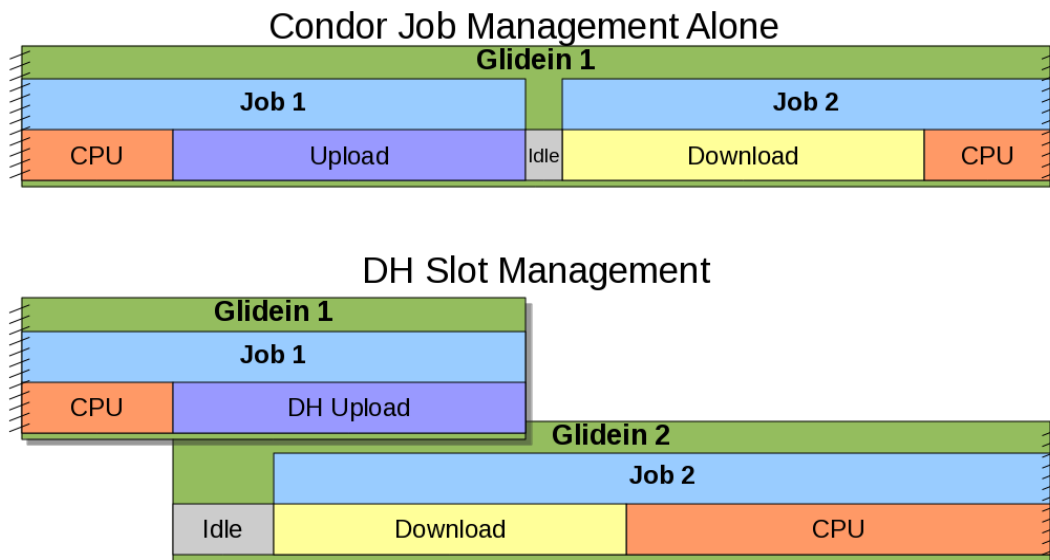 Condor Job Management Alone
Glidein 1
Job 1 Job 2
CPU Upload Idle Download CPU
DH Slot Management
Glidein 1
Job 1
CPU DH Upload
Glidein 2
Job 2
Idle Download CPU